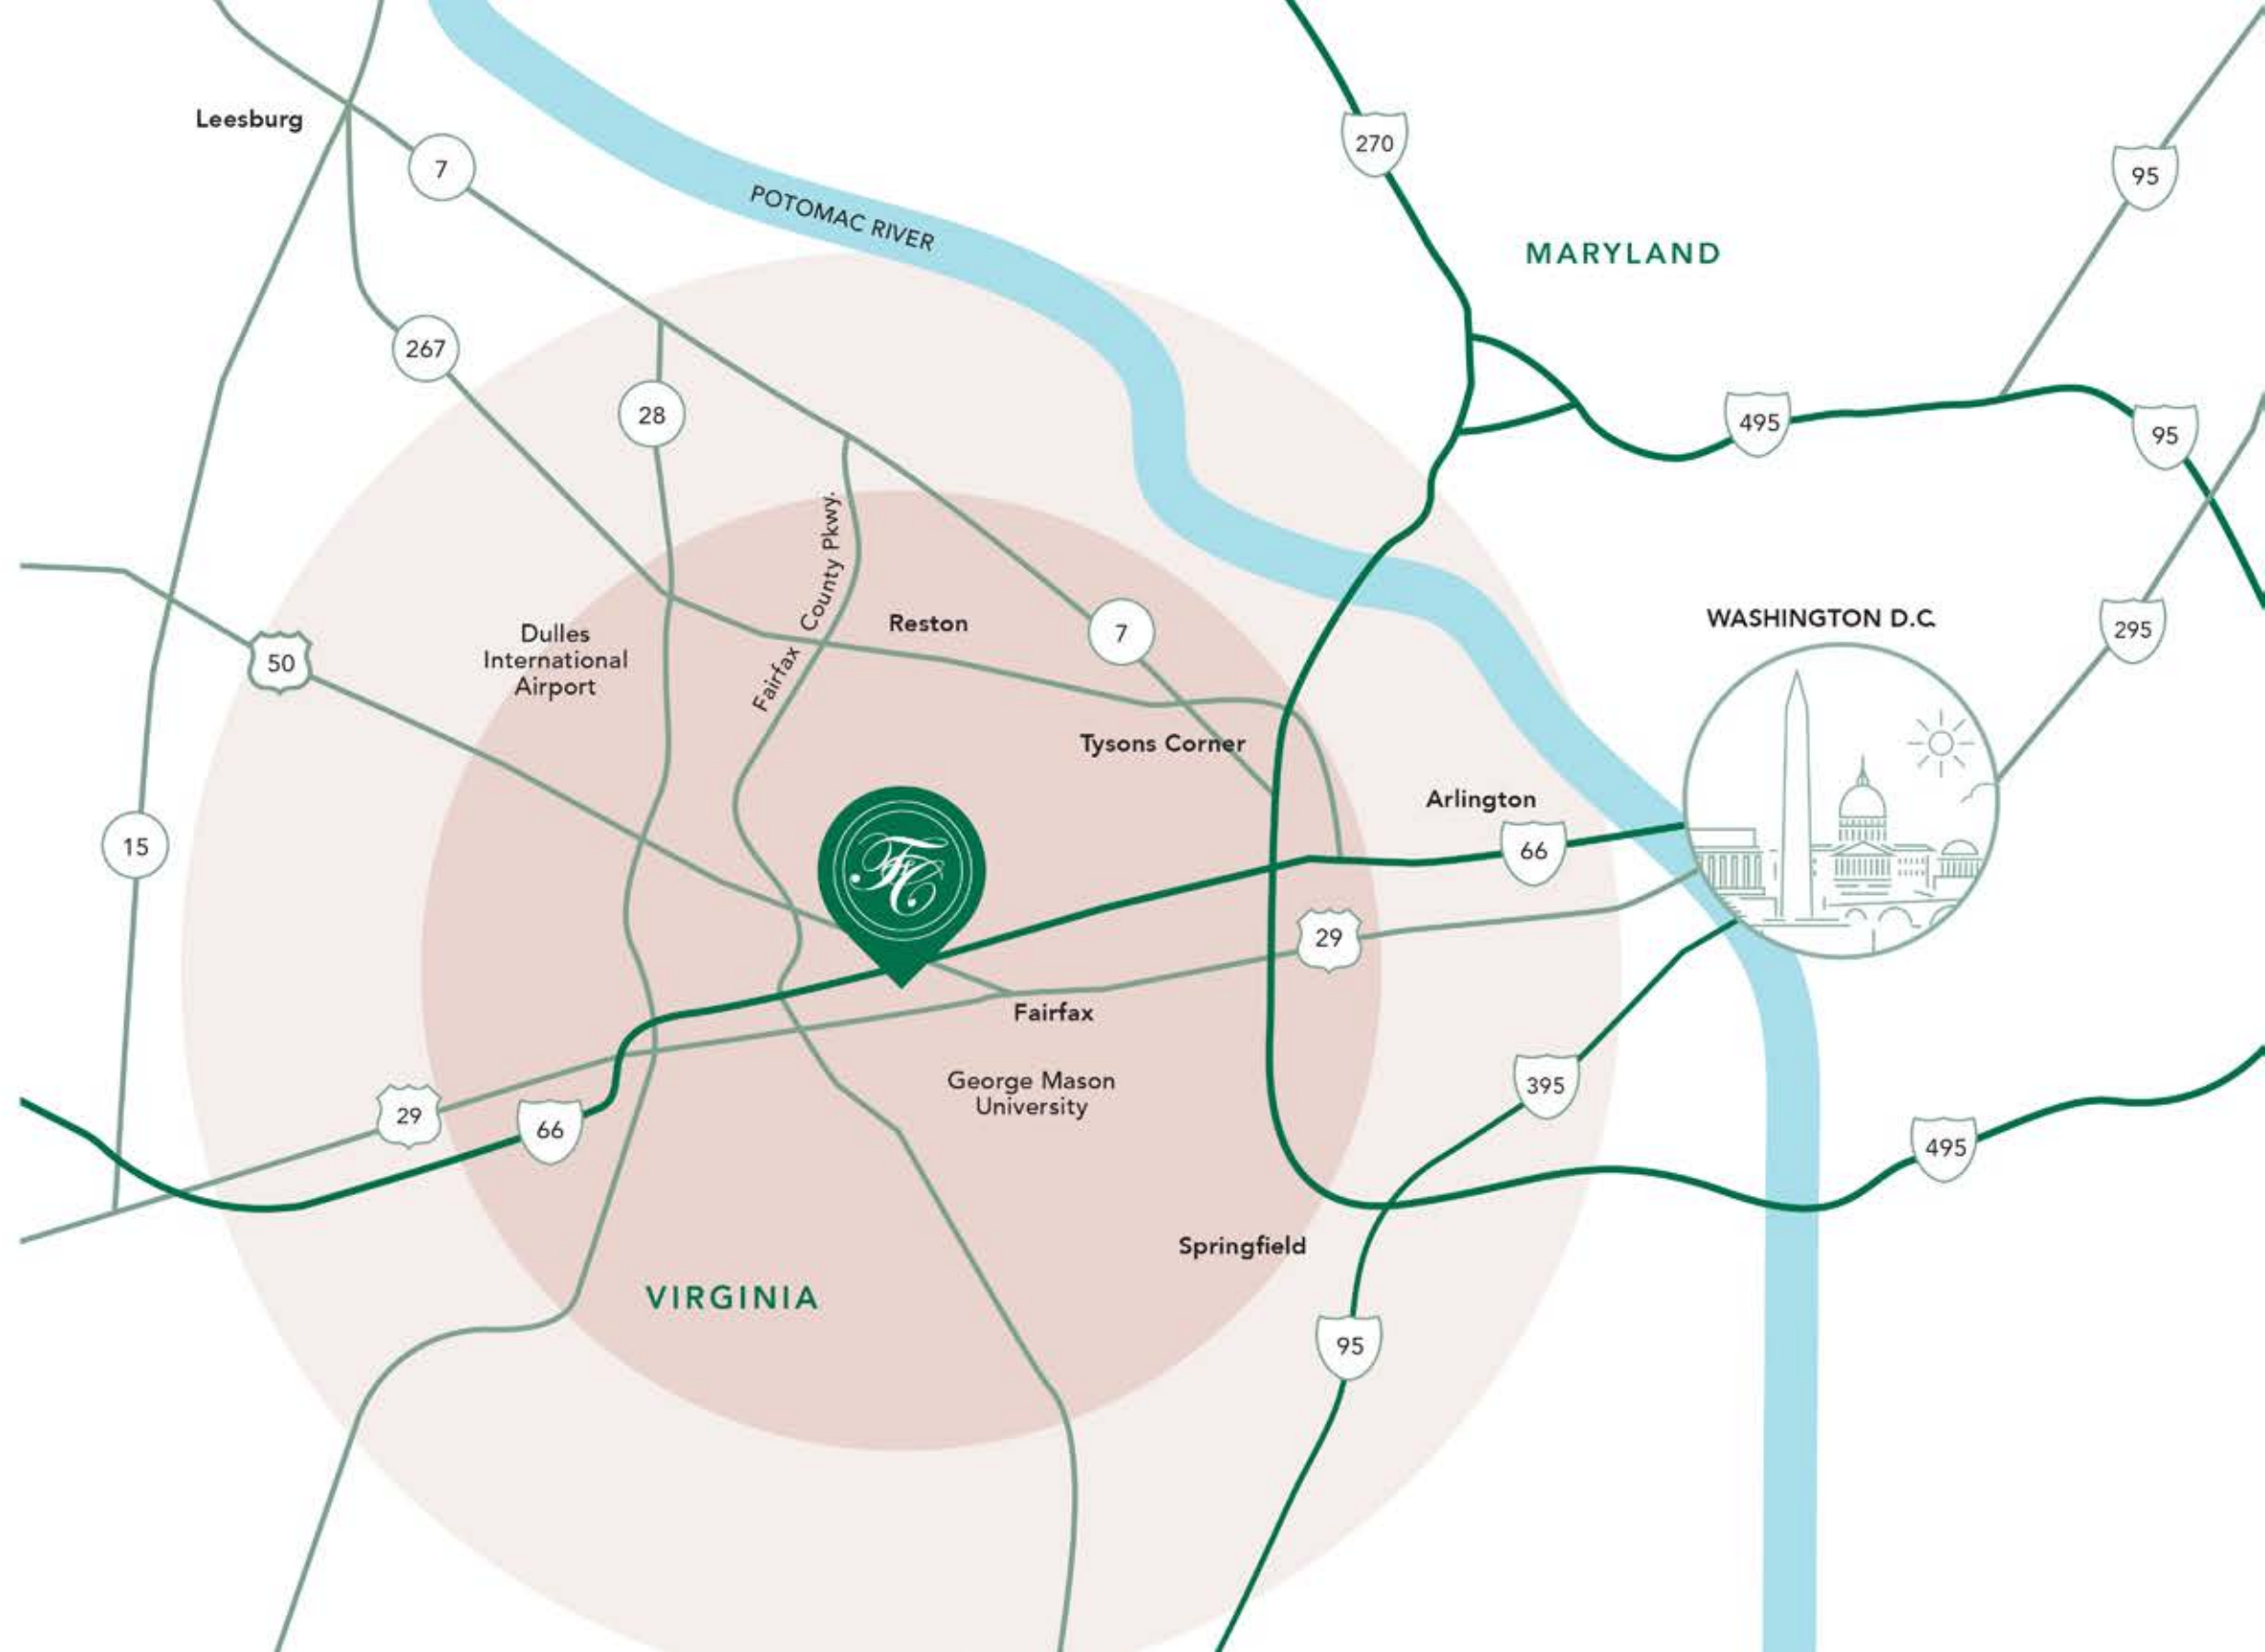 Leesburg
7
POTOMAC RIVER
270
95
MARYLAND
267
28
495
95
Fairfax County Pkwy.
Reston
7
WASHINGTON D.C.
295
50
Dulles
International
Airport
Tysons Corner
Arlington
66
15
FC
29
Fairfax
George Mason
University
29
66
395
495
Springfield
VIRGINIA
95